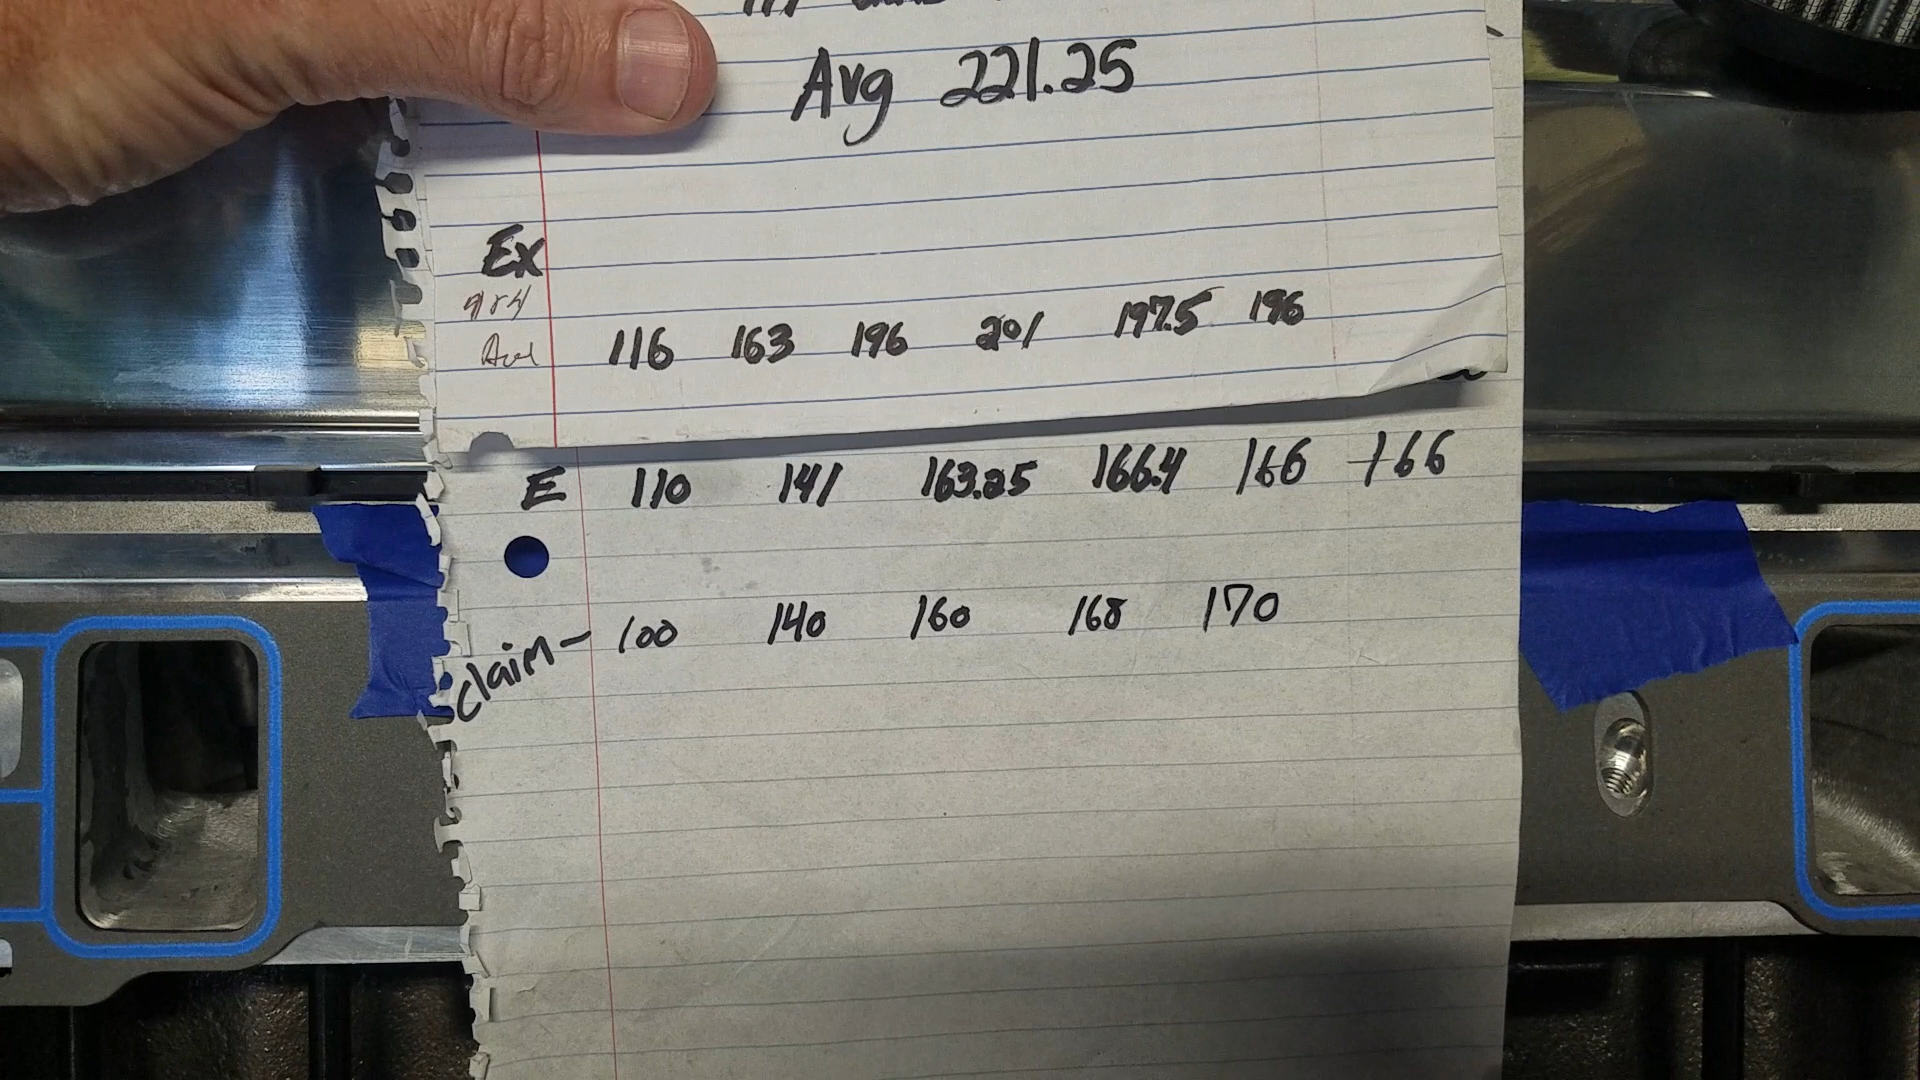 Avg 221.25
Ex
116 163 196 201 197.5 196
E 110 141 163.25 166.4 166 166
Claim- 100 140 160 168 170